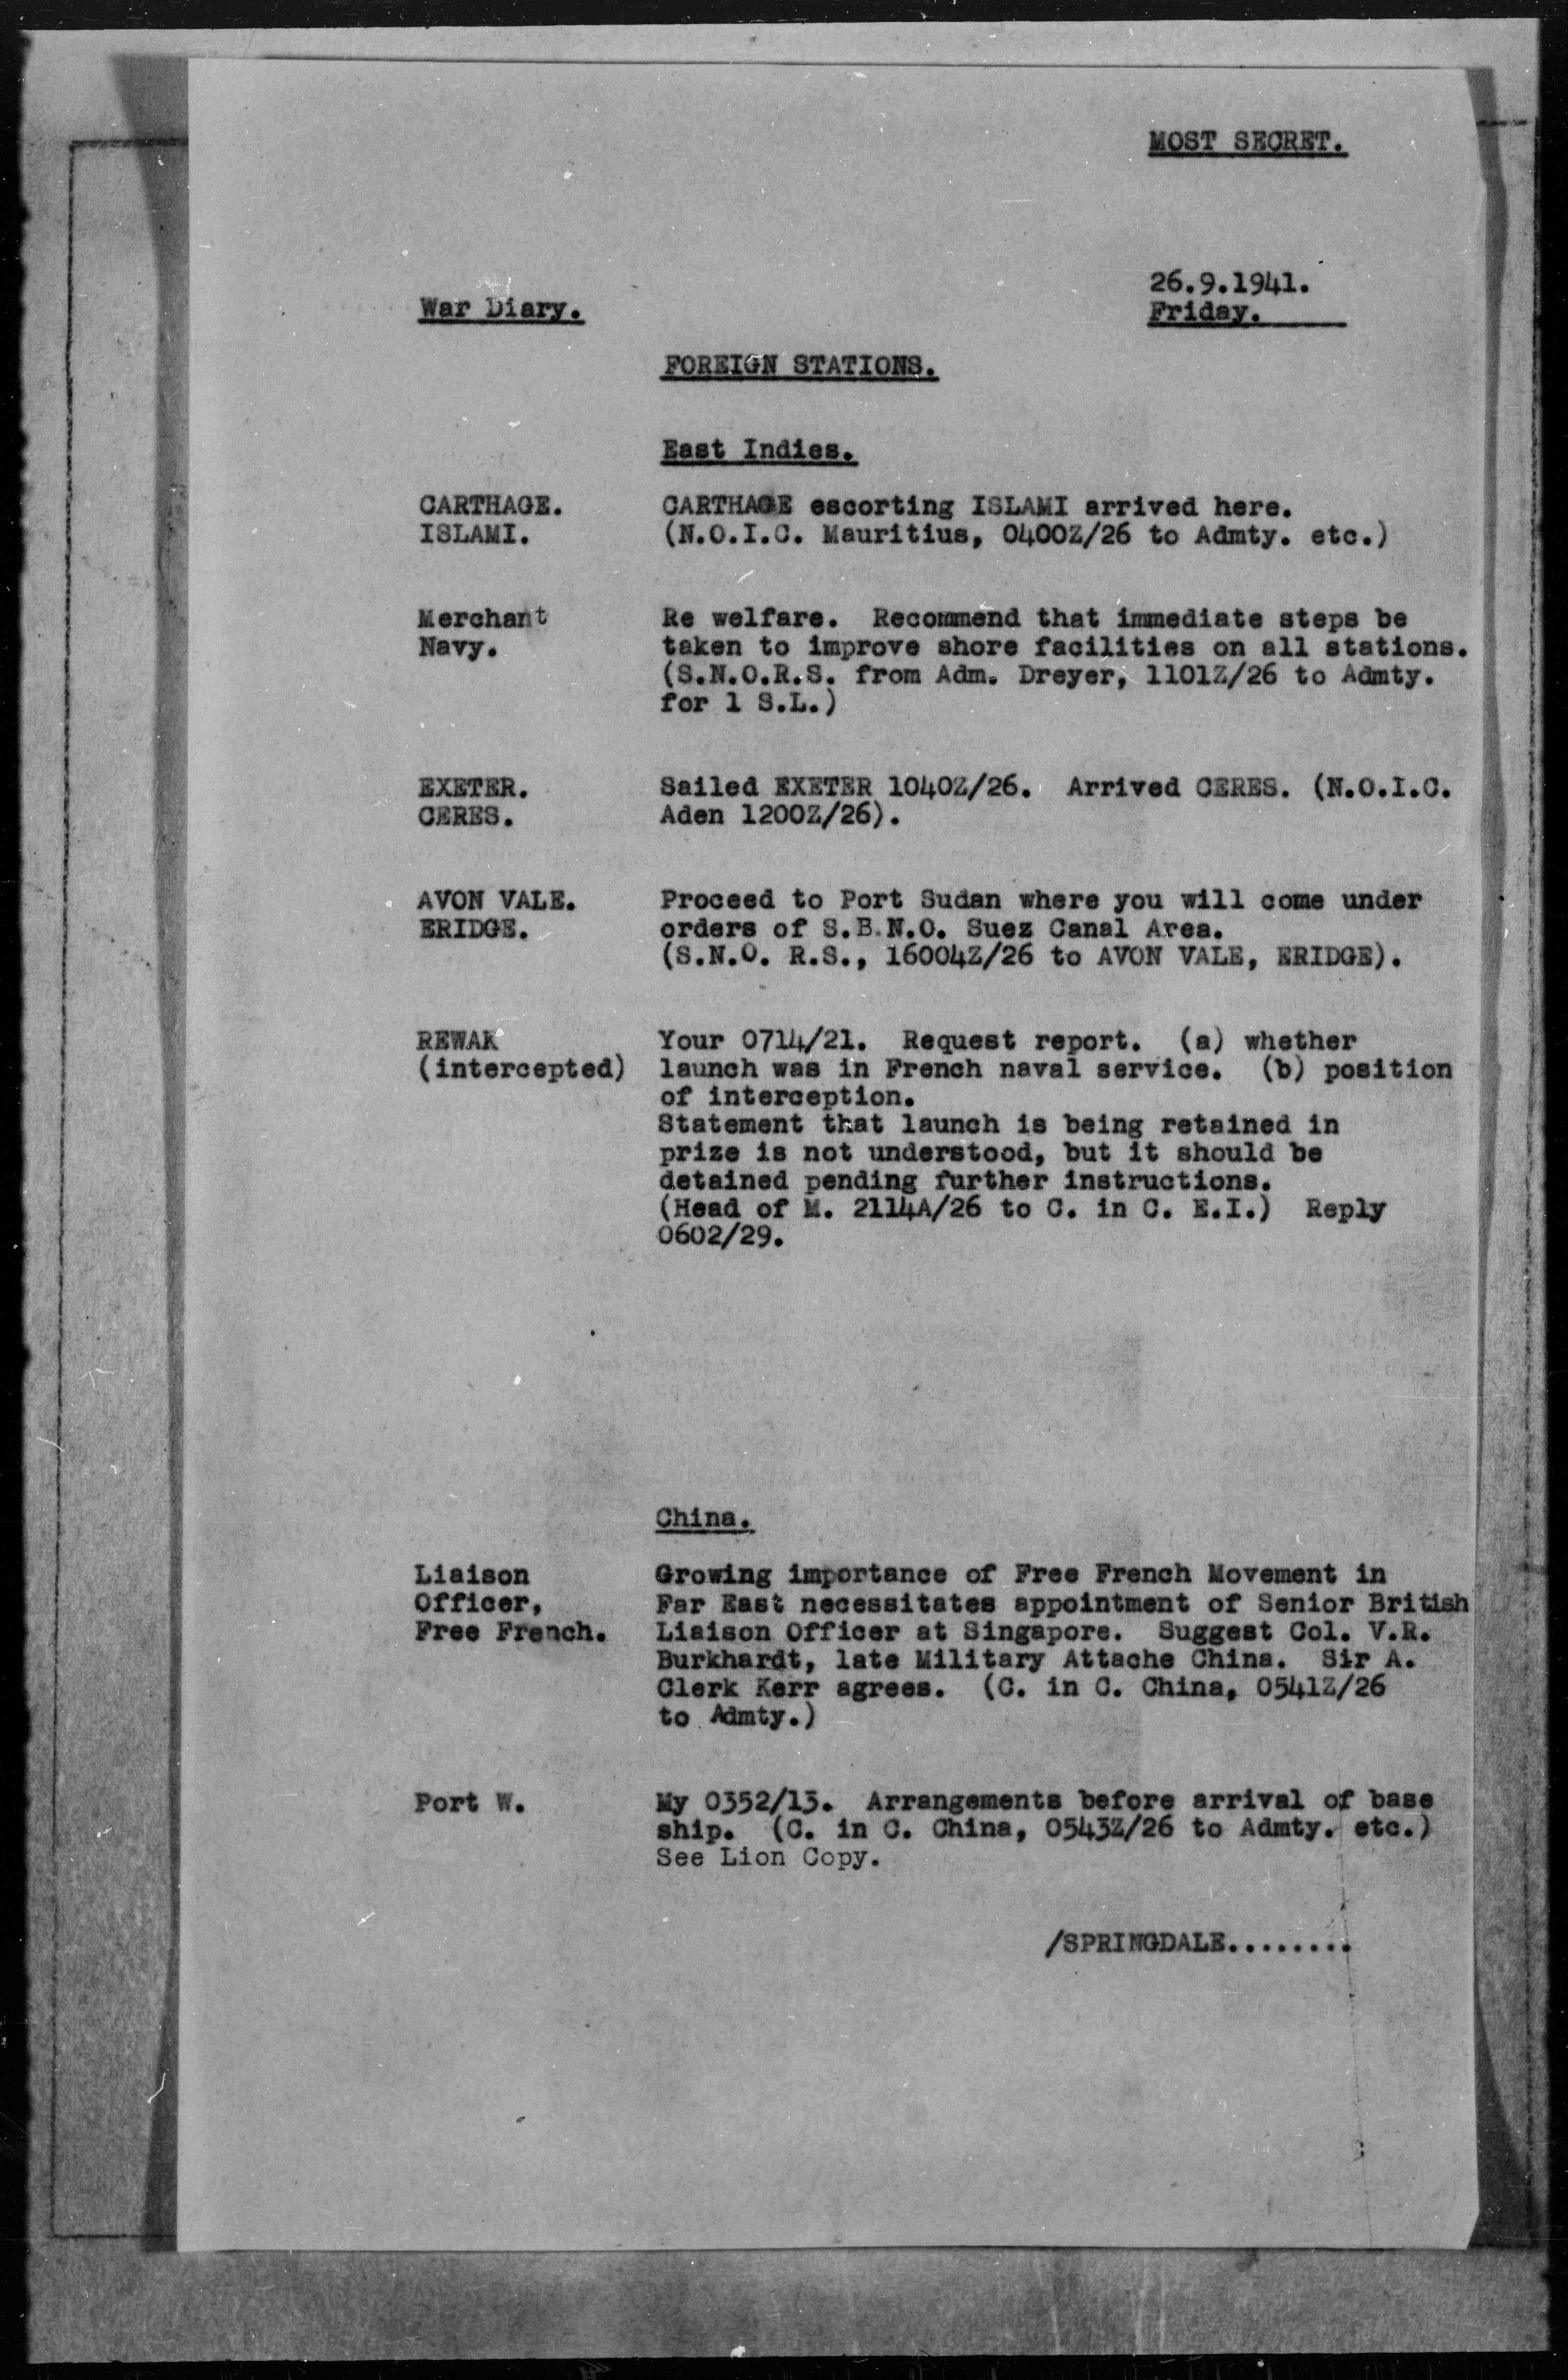 MOST SECRET.
26.9.1941.
War Diary. Friday.
FOREIGN STATIONS.
East Indies.
CARTHAGE. CARTHAGE escorting ISLAMI arrived here.
ISLAMI. (N.O.I.C. Mauritius, 0400Z/26 to Admty. etc.)
Merchant Re welfare. Recommend that immediate steps be
Navy. taken to improve shore facilities on all stations.
(S.N.O.R.S. from Adm. Dreyer, 1101Z/26 to Admty.
for 1 S.L.)
EXETER. Sailed EXETER 1040Z/26. Arrived CERES. (N.O.I.C.
CERES. Aden 1200Z/26).
AVON VALE. Proceed to Port Sudan where you will come under
ERIDGE. orders of S.B.N.O. Suez Canal Area.
(S.N.O. R.S., 16004Z/26 to AVON VALE, ERIDGE).
REWAK Your 0714/21. Request report. (a) whether
(intercepted) launch was in French naval service. (b) position
of interception.
Statement that launch is being retained in
prize is not understood, but it should be
detained pending further instructions.
(Head of M. 2114A/26 to C. in C. E.I.) Reply
0602/29.
China.
Liaison Growing importance of Free French Movement in
Officer, Far East necessitates appointment of Senior British
Free French. Liaison Officer at Singapore. Suggest Col. V.R.
Burkhardt, late Military Attache China. Sir A.
Clerk Kerr agrees. (C. in C. China, 0541Z/26
to Admty.)
Port W. My 0352/13. Arrangements before arrival of base
ship. (C. in C. China, 0543Z/26 to Admty. etc.)
See Lion Copy.
/SPRINGDALE........